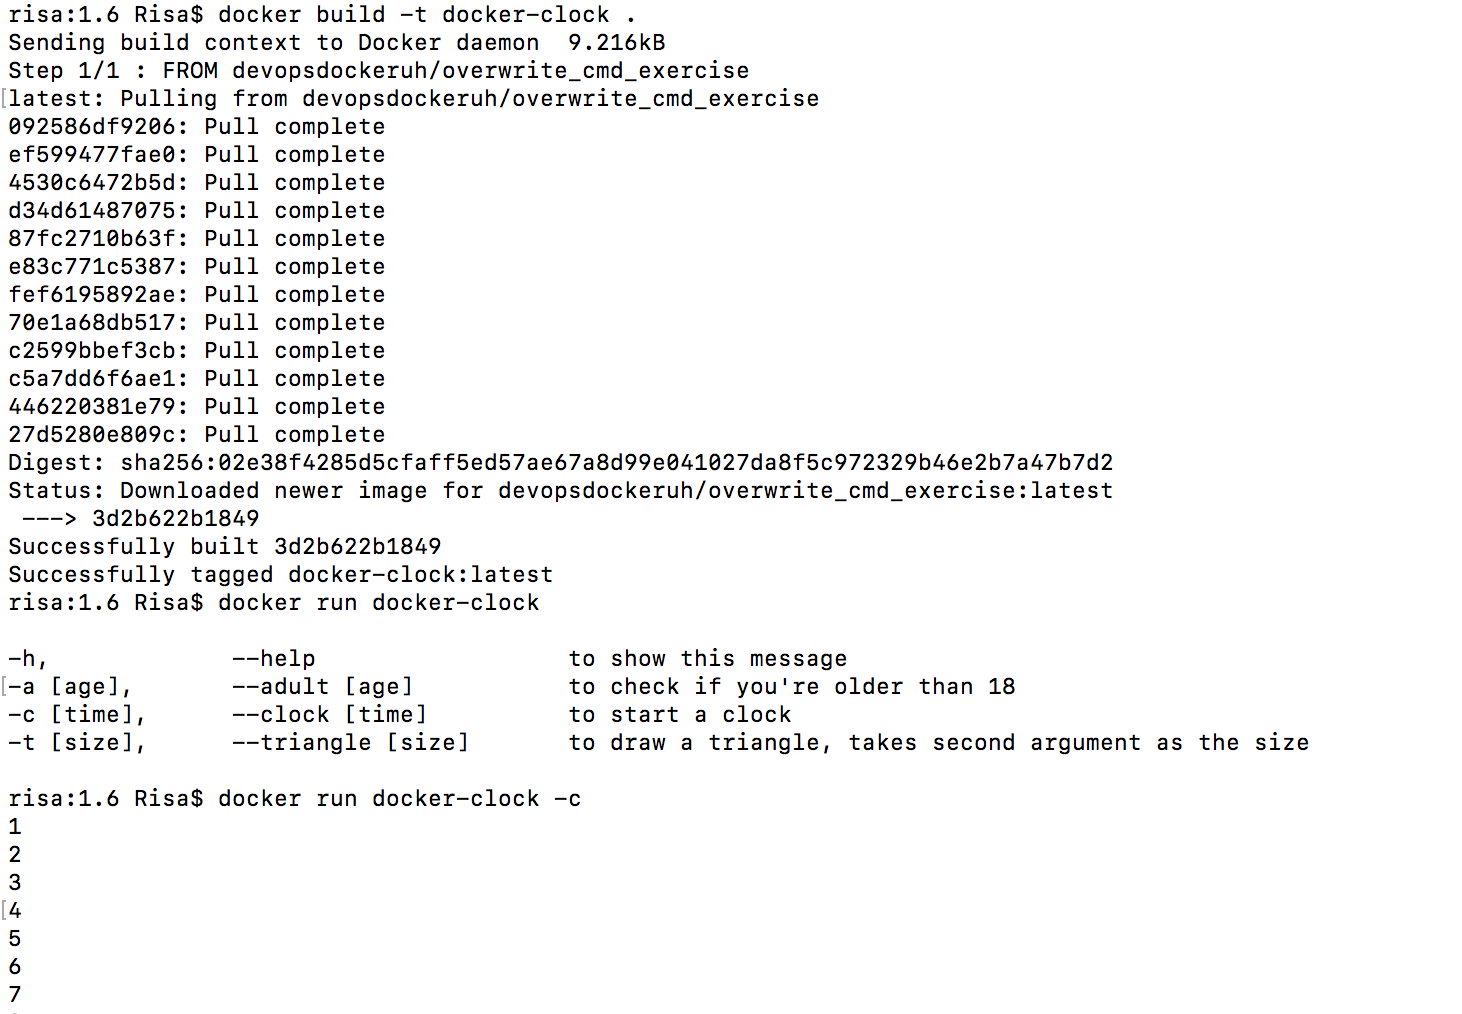 risa:1.6 Risa$ docker build -t docker-clock .
Sending build context to Docker daemon  9.216kB
Step 1/1 : FROM devopsdockeruh/overwrite_cmd_exercise
latest: Pulling from devopsdockeruh/overwrite_cmd_exercise
092586df9206: Pull complete
ef599477fae0: Pull complete
4530c6472b5d: Pull complete
d34d61487075: Pull complete
87fc2710b63f: Pull complete
e83c771c5387: Pull complete
fef6195892ae: Pull complete
70e1a68db517: Pull complete
c2599bbef3cb: Pull complete
c5a7dd6f6ae1: Pull complete
446220381e79: Pull complete
27d5280e809c: Pull complete
Digest: sha256:02e38f4285d5cfaff5ed57ae67a8d99e041027da8f5c972329b46e2b7a47b7d2
Status: Downloaded newer image for devopsdockeruh/overwrite_cmd_exercise:latest
 ---> 3d2b622b1849
Successfully built 3d2b622b1849
Successfully tagged docker-clock:latest
risa:1.6 Risa$ docker run docker-clock
-h,             --help                  to show this message
-a [age],       --adult [age]           to check if you're older than 18
-c [time],      --clock [time]          to start a clock
-t [size],      --triangle [size]       to draw a triangle, takes second argument as the size
risa:1.6 Risa$ docker run docker-clock -c
1
2
3
4
5
6
7